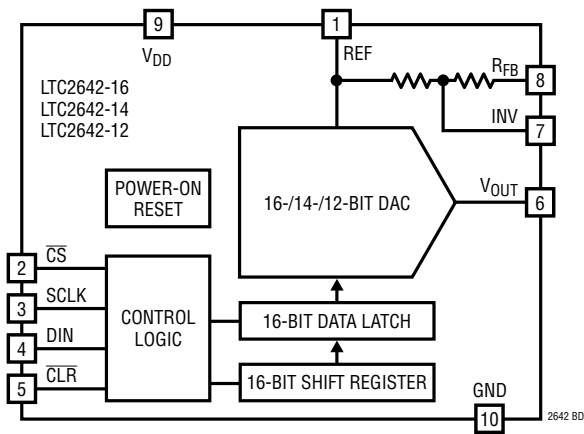 9
1
V_DD
REF
R_FB
8
LTC2642-16
LTC2642-14
LTC2642-12
INV
7
POWER-ON
RESET
16-/14-/12-BIT DAC
V_OUT
6
2
C̅S̅
3
SCLK
4
DIN
5
C̅L̅R̅
CONTROL
LOGIC
16-BIT DATA LATCH
16-BIT SHIFT REGISTER
GND
10
2642 BD